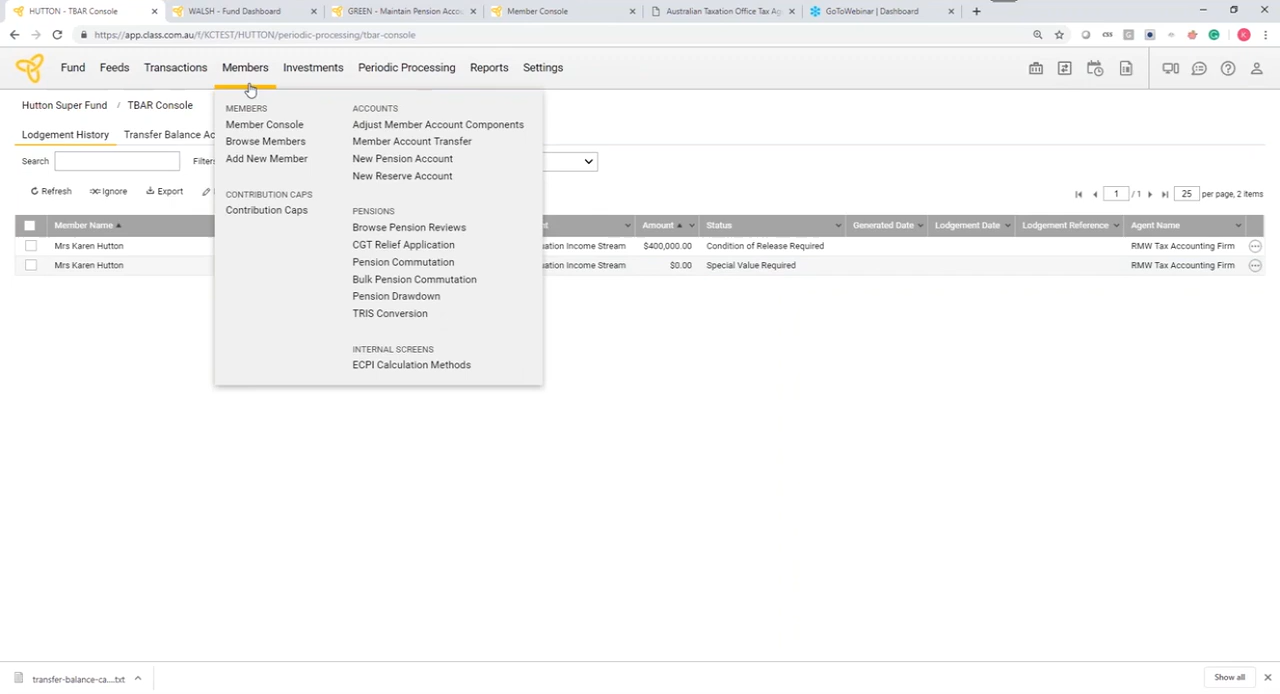 HUTTON - TBAR Console
WALSH - Fund Dashboard
GREEN - Maintain Pension Acco
Member Console
Australian Taxation Office Tax Ag
GoToWebinar | Dashboard
https://app.class.com.au/f/KCTEST/HUTTON/periodic-processing/tbar-console
CSS
K
Fund Feeds Transactions Members Investments Periodic Processing Reports Settings
Hutton Super Fund / TBAR Console
Lodgement History Transfer Balance Ac
Search Filters
Refresh Ignore Export
1 / 1 25 per page, 2 items
MEMBERS
Member Console
Browse Members
Add New Member
CONTRIBUTION CAPS
Contribution Caps
ACCOUNTS
Adjust Member Account Components
Member Account Transfer
New Pension Account
New Reserve Account
PENSIONS
Browse Pension Reviews
CGT Relief Application
Pension Commutation
Bulk Pension Commutation
Pension Drawdown
TRIS Conversion
INTERNAL SCREENS
ECPI Calculation Methods
Member Name nt Amount Status Generated Date Lodgement Date Lodgement Reference Agent Name
Mrs Karen Hutton uation Income Stream $400,000.00 Condition of Release Required RMW Tax Accounting Firm
Mrs Karen Hutton uation Income Stream $0.00 Special Value Required RMW Tax Accounting Firm
transfer-balance-ca....txt
Show all